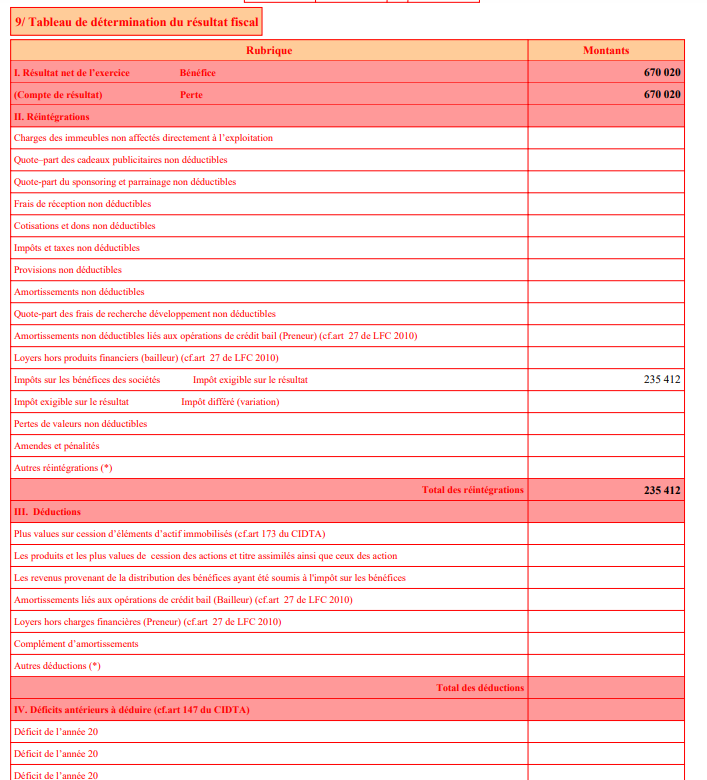 9/ Tableau de détermination du résultat fiscal
Rubrique Montants
I. Résultat net de l'exercice Bénéfice 670 020
(Compte de résultat) Perte 670 020
II. Réintégrations
Charges des immeubles non affectés directement à l'exploitation
Quote–part des cadeaux publicitaires non déductibles
Quote-part du sponsoring et parrainage non déductibles
Frais de réception non déductibles
Cotisations et dons non déductibles
Impôts et taxes non déductibles
Provisions non déductibles
Amortissements non déductibles
Quote-part des frais de recherche développement non déductibles
Amortissements non déductibles liés aux opérations de crédit bail (Preneur) (cf.art 27 de LFC 2010)
Loyers hors produits financiers (bailleur) (cf.art 27 de LFC 2010)
Impôts sur les bénéfices des sociétés Impôt exigible sur le résultat 235 412
Impôt exigible sur le résultat Impôt différé (variation)
Pertes de valeurs non déductibles
Amendes et pénalités
Autres réintégrations (*)
Total des réintégrations 235 412
III. Déductions
Plus values sur cession d'éléments d'actif immobilisés (cf.art 173 du CIDTA)
Les produits et les plus values de cession des actions et titre assimilés ainsi que ceux des action
Les revenus provenant de la distribution des bénéfices ayant été soumis à l'impôt sur les bénéfices
Amortissements liés aux opérations de crédit bail (Bailleur) (cf.art 27 de LFC 2010)
Loyers hors charges financières (Preneur) (cf.art 27 de LFC 2010)
Complément d'amortissements
Autres déductions (*)
Total des déductions
IV. Déficits antérieurs à déduire (cf.art 147 du CIDTA)
Déficit de l'année 20
Déficit de l'année 20
Déficit de l'année 20